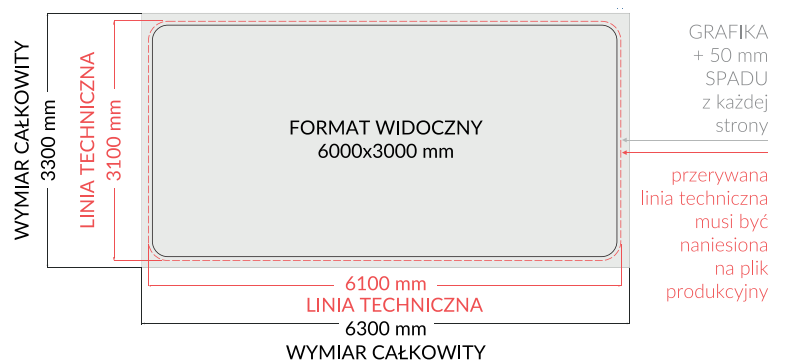 WYMIAR CAŁKOWITY
3300 mm
LINIA TECHNICZNA
3100 mm
FORMAT WIDOCZNY
6000x3000 mm
GRAFIKA
+ 50 mm
SPADU
z każdej
strony
przerywana
linia techniczna
musi być
naniesiona
na plik
produkcyjny
6100 mm
LINIA TECHNICZNA
6300 mm
WYMIAR CAŁKOWITY